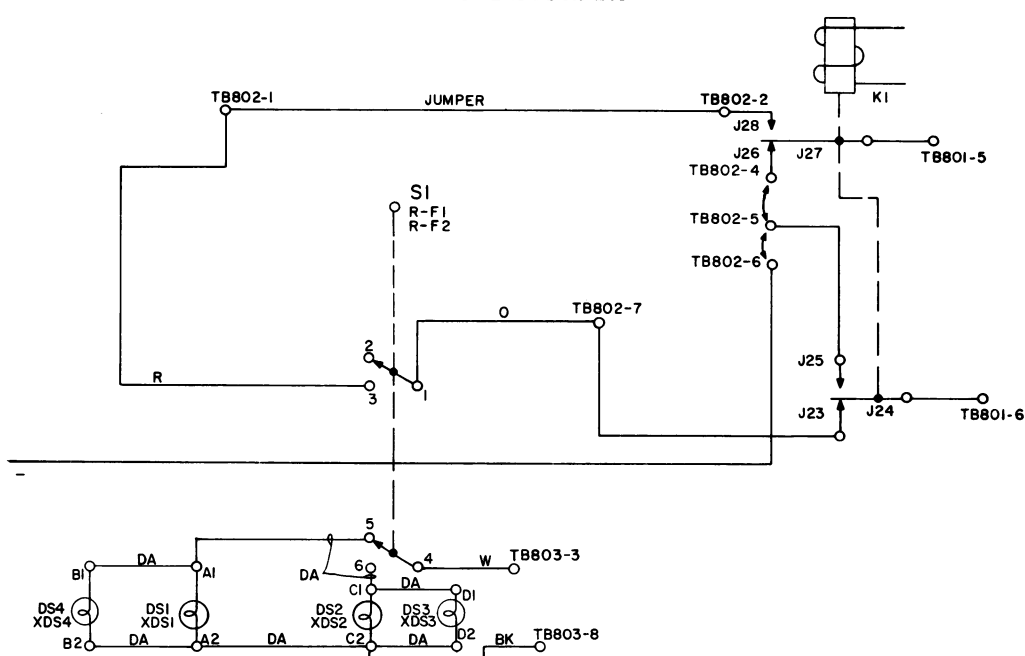 TB802-1
JUMPER
TB802-2
K1
J28
J26
J27
TB801-5
TB802-4
S1
R-F1
R-F2
TB802-5
TB802-6
O
TB802-7
2
J25
R
3
1
J23
J24
TB801-6
–
5
4
W
TB803-3
DA
B1
A1
DA
6
C1
DA
D1
DS4
XDS4
DS1
XDS1
DS2
XDS2
DS3
XDS3
B2
DA
A2
DA
C2
DA
D2
BK
TB803-8